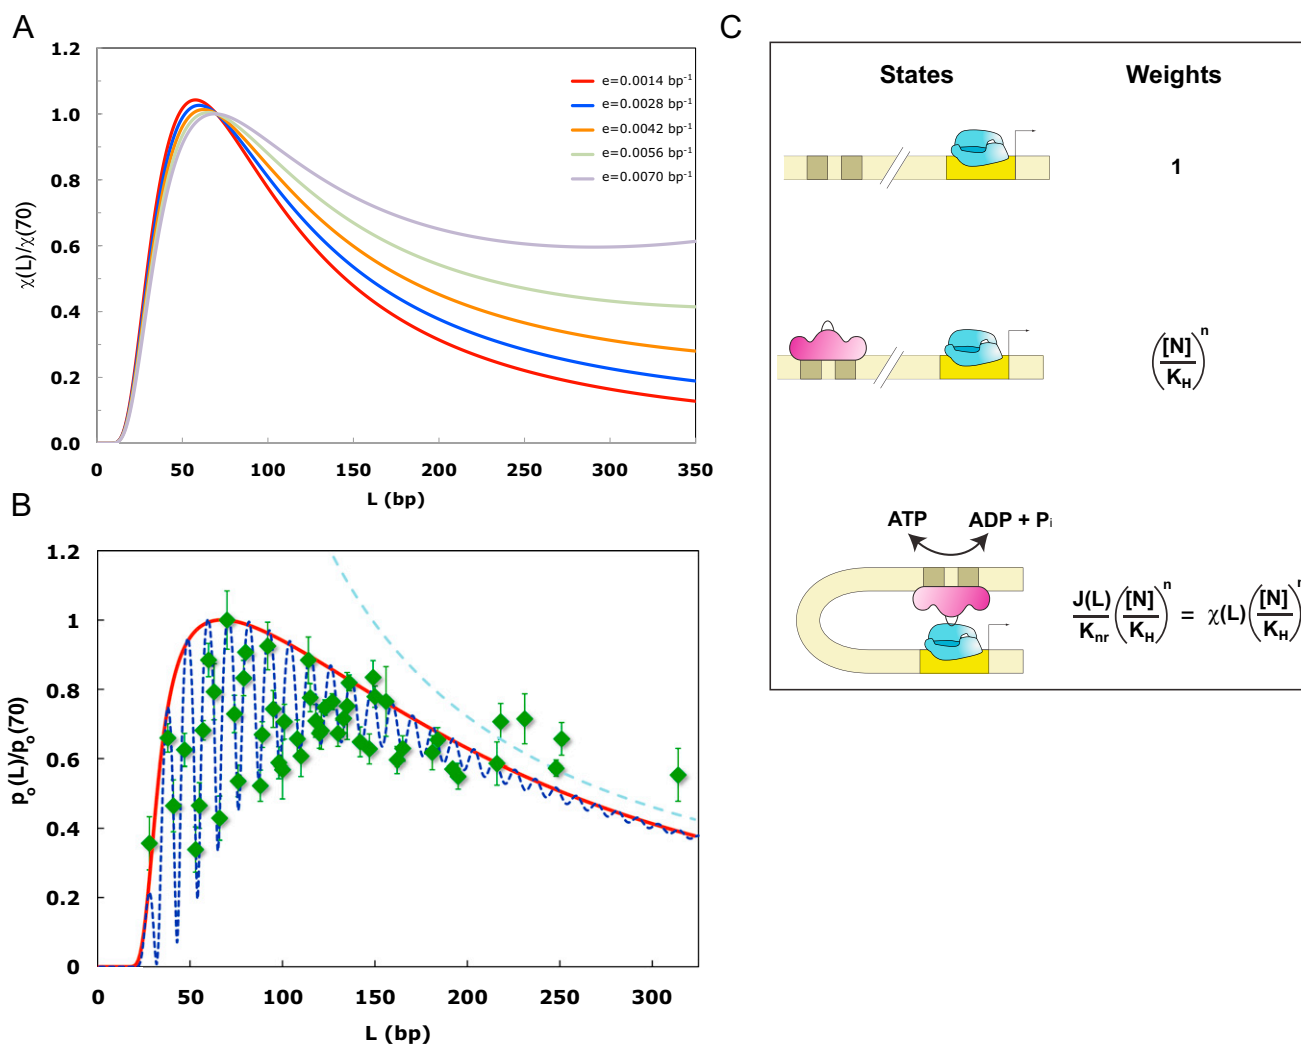 A
1.2
1.0
0.8
0.6
0.4
0.2
0.0
χ(L)/χ(70)
e=0.0014 bp⁻¹
e=0.0028 bp⁻¹
e=0.0042 bp⁻¹
e=0.0056 bp⁻¹
e=0.0070 bp⁻¹
0 50 100 150 200 250 300 350
L (bp)
B
1.2
1
0.8
0.6
0.4
0.2
0
pₒ(L)/pₒ(70)
0 50 100 150 200 250 300
L (bp)
C
States Weights
1
([N]/K_H)ⁿ
ATP ADP + Pᵢ
J(L)/K_nr ([N]/K_H)ⁿ = χ(L) ([N]/K_H)ⁿ